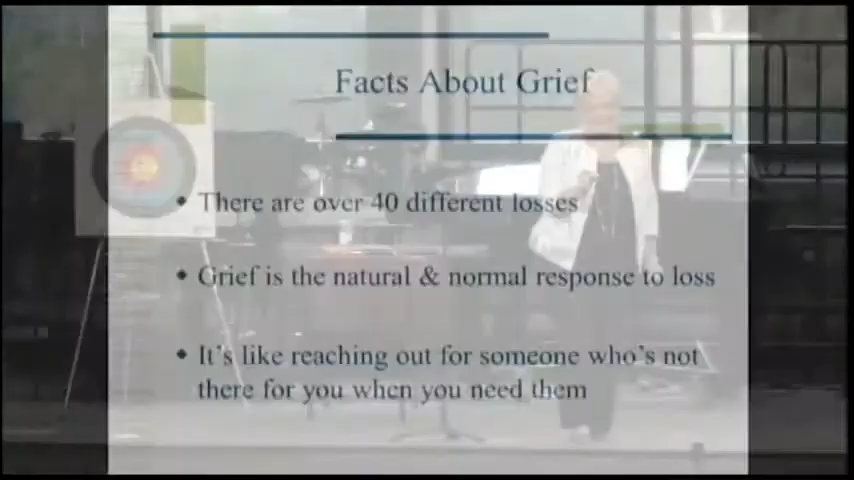 Facts About Grief
• There are over 40 different losses
• Grief is the natural & normal response to loss
• It's like reaching out for someone who's not
there for you when you need them